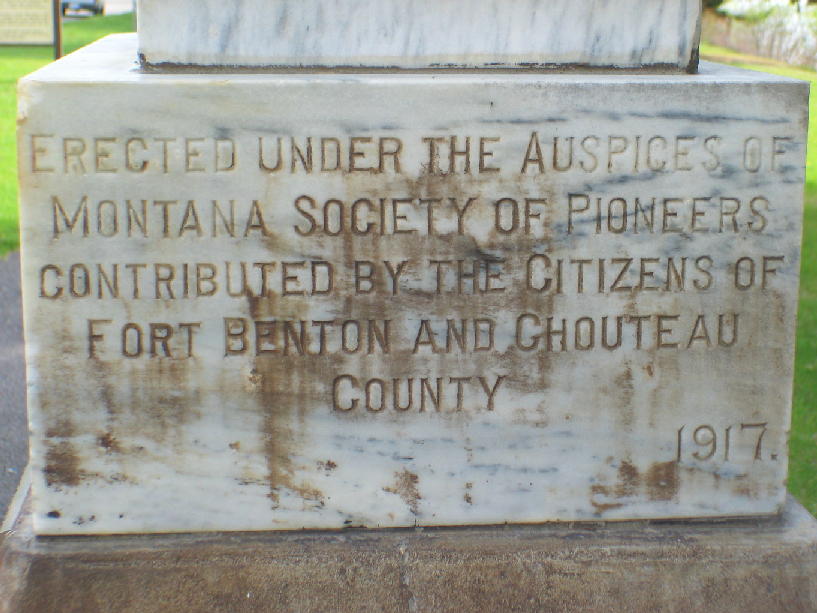 ERECTED UNDER THE AUSPICES OF
MONTANA SOCIETY OF PIONEERS
CONTRIBUTED BY THE CITIZENS OF
FORT BENTON AND CHOUTEAU
COUNTY
1917.